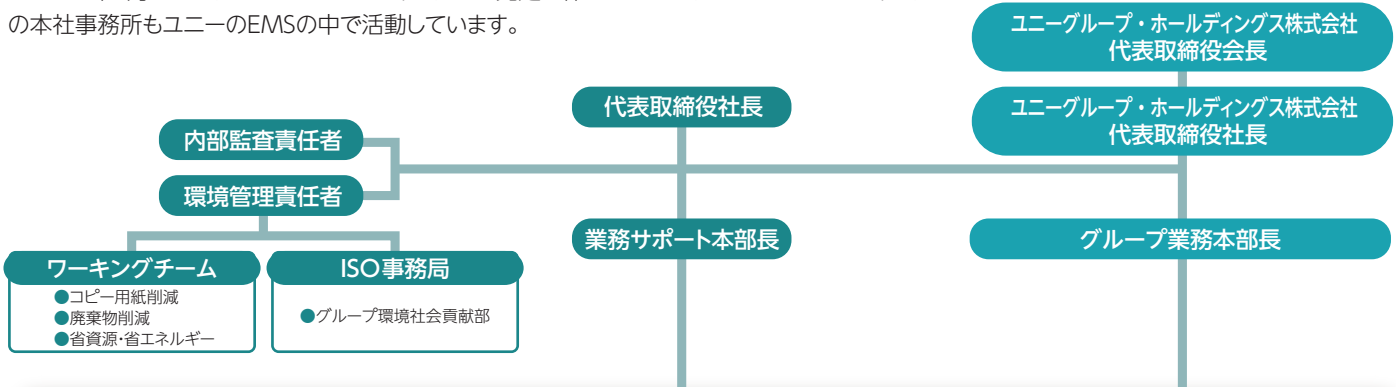 の本社事務所もユニーのEMSの中で活動しています。
ユニーグループ・ホールディングス株式会社
代表取締役会長
代表取締役社長
ユニーグループ・ホールディングス株式会社
代表取締役社長
内部監査責任者
環境管理責任者
業務サポート本部長
グループ業務本部長
ワーキングチーム
●コピー用紙削減
●廃棄物削減
●省資源・省エネルギー
ISO事務局
●グループ環境社会貢献部